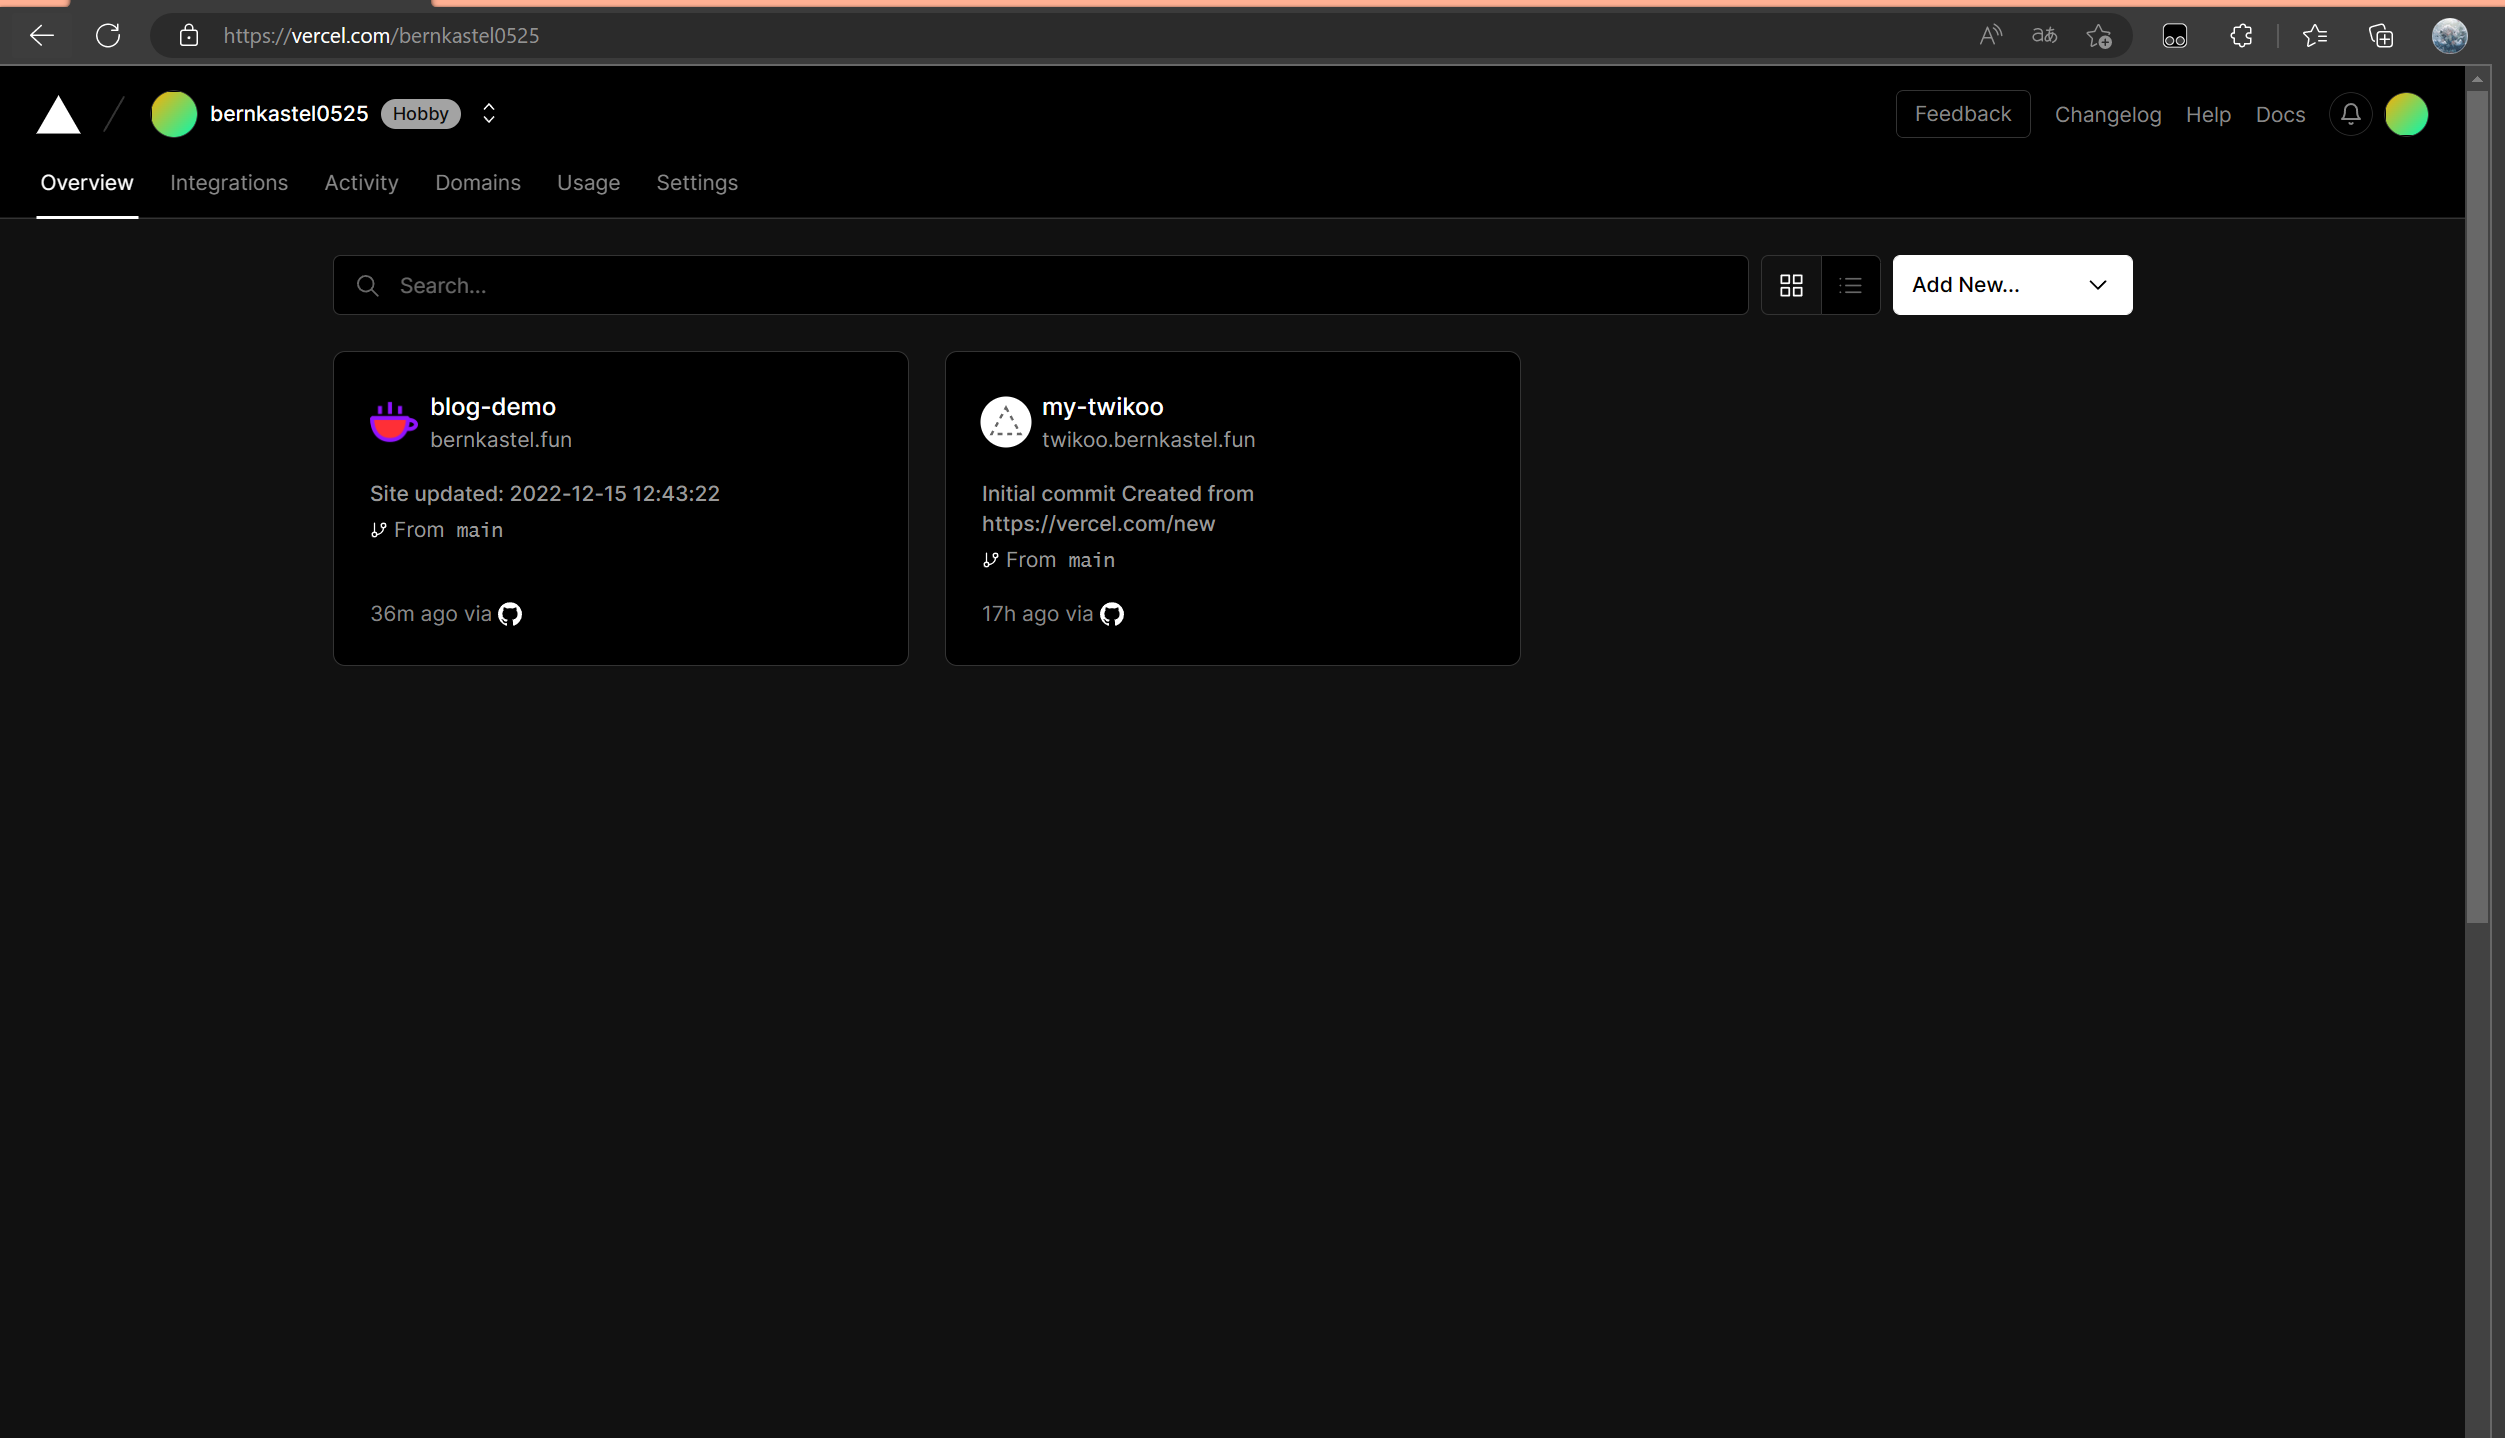 https://vercel.com/bernkastel0525
bernkastel0525 Hobby
Feedback Changelog Help Docs
Overview Integrations Activity Domains Usage Settings
Search...
Add New...
blog-demo
bernkastel.fun
Site updated: 2022-12-15 12:43:22
From main
36m ago via
my-twikoo
twikoo.bernkastel.fun
Initial commit Created from
https://vercel.com/new
From main
17h ago via